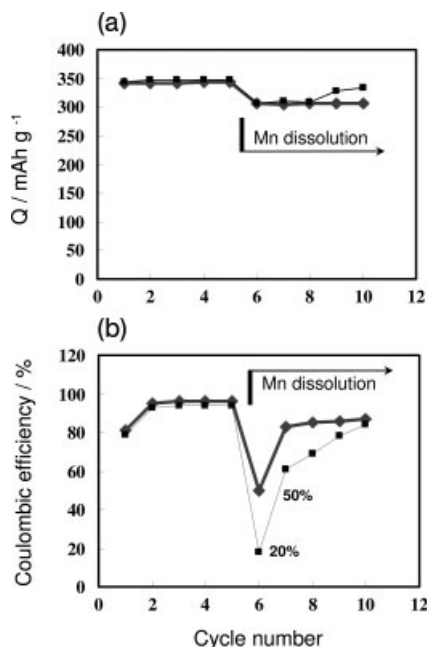 (a)
400
350
300
250
200
150
100
50
0
Q / mAh g⁻¹
Mn dissolution
0 2 4 6 8 10 12
(b)
120
100
80
60
40
20
0
Coulombic efficiency / %
Mn dissolution
50%
20%
0 2 4 6 8 10 12
Cycle number